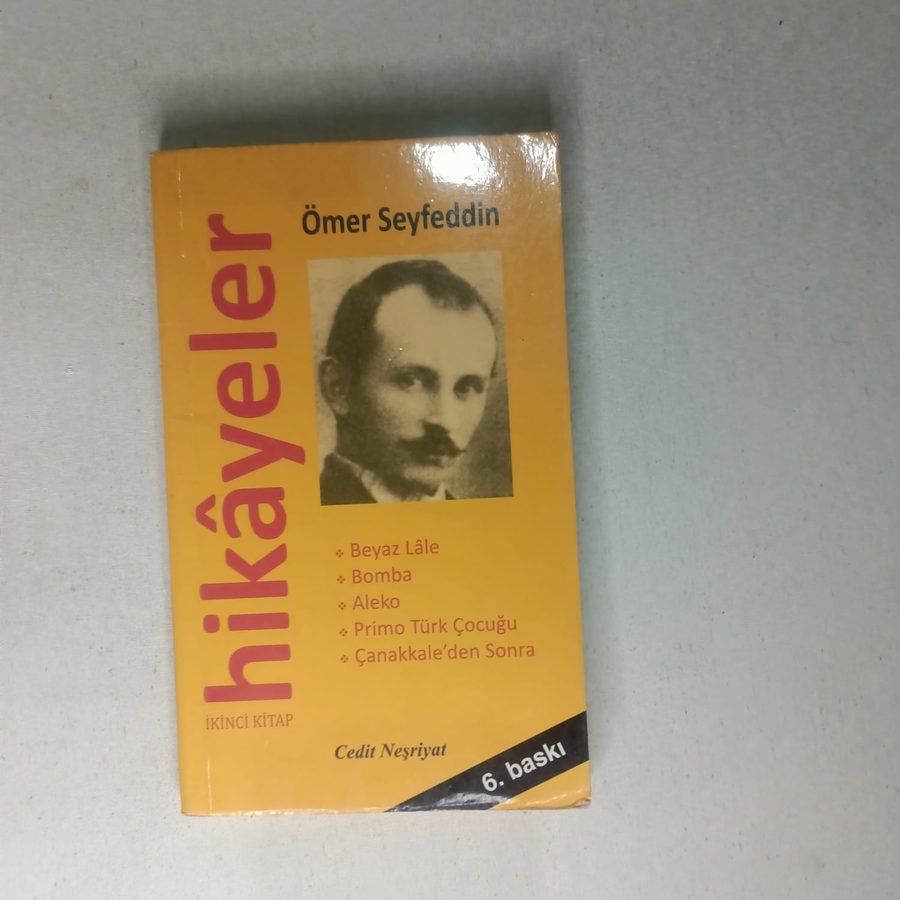 Ömer Seyfeddin
hikâyeler
İKİNCİ KİTAP
❖ Beyaz Lâle
❖ Bomba
❖ Aleko
❖ Primo Türk Çocuğu
❖ Çanakkale'den Sonra
Cedit Neşriyat
6. baskı